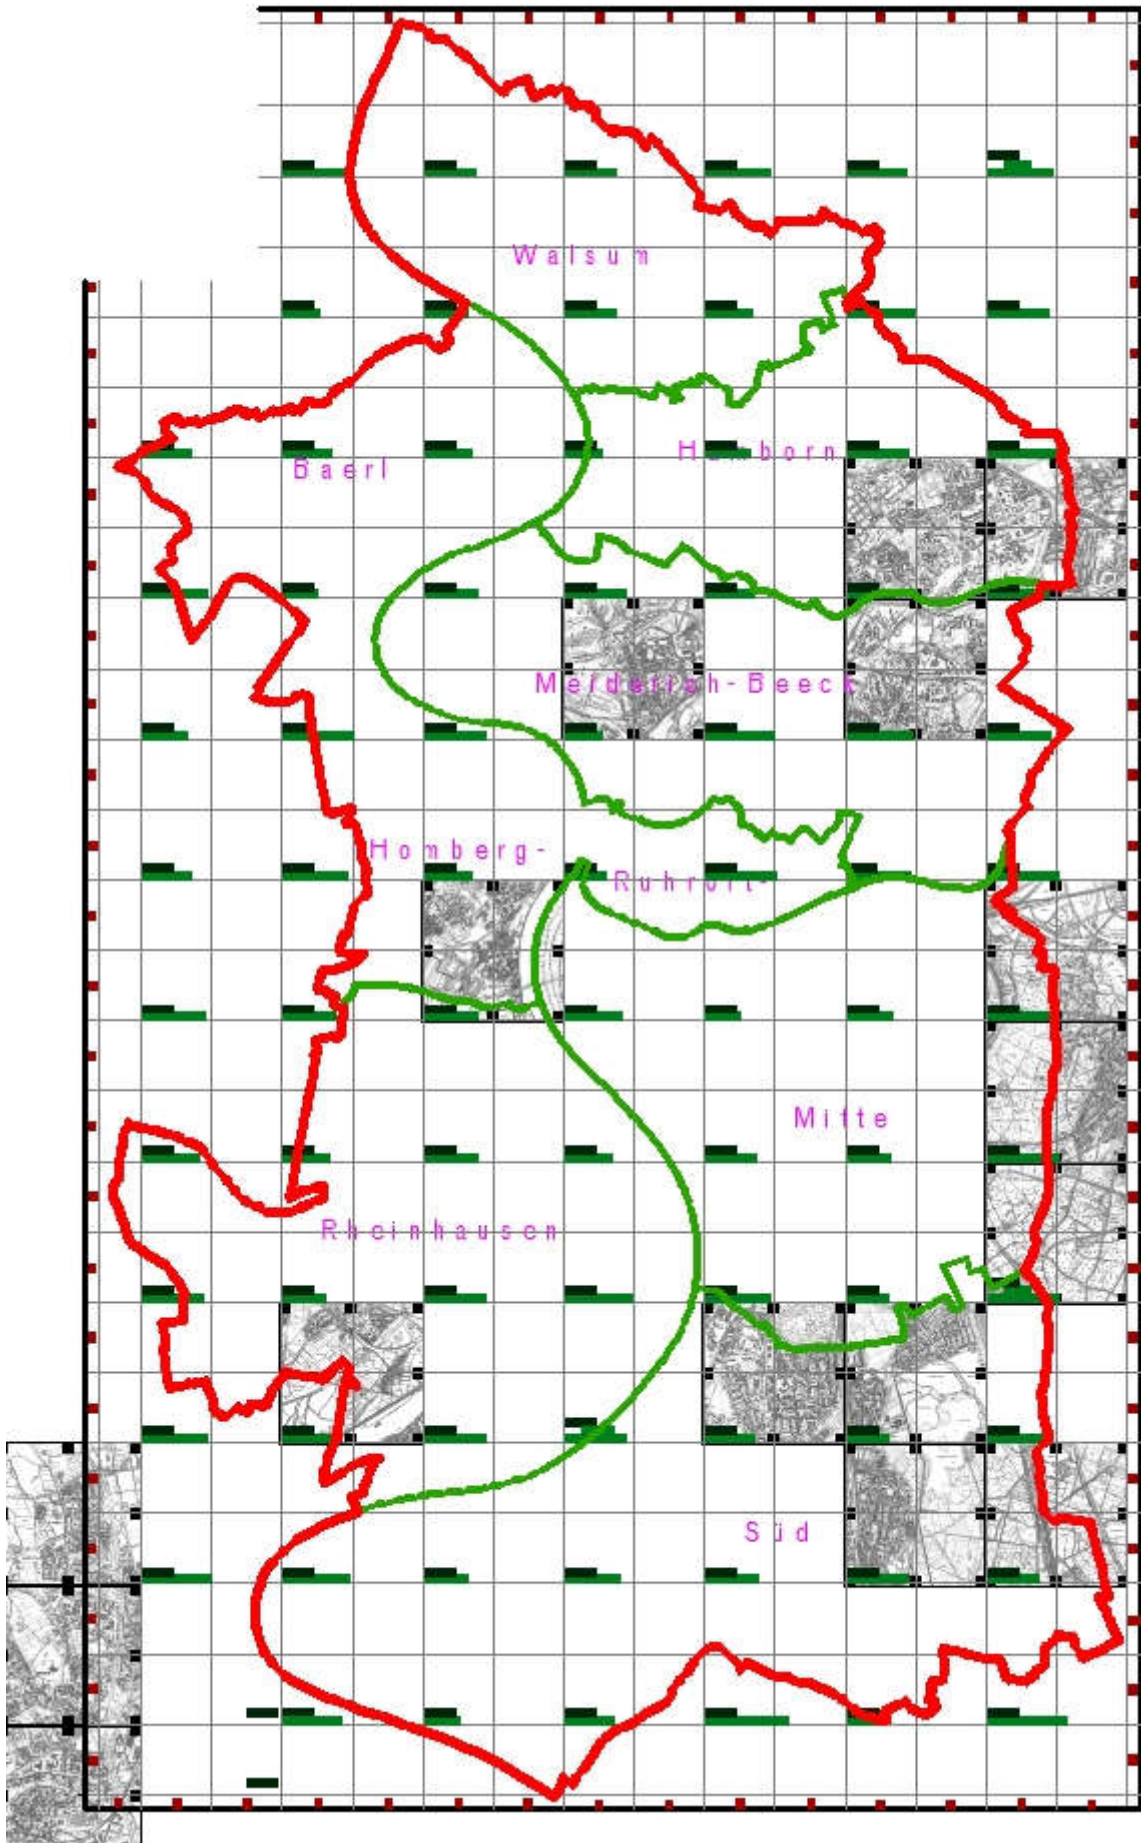 Walsum
Hamborn
Baerl
Meiderich-Beeck
Homberg-
Ruhrort-
Mitte
Rheinhausen
Süd